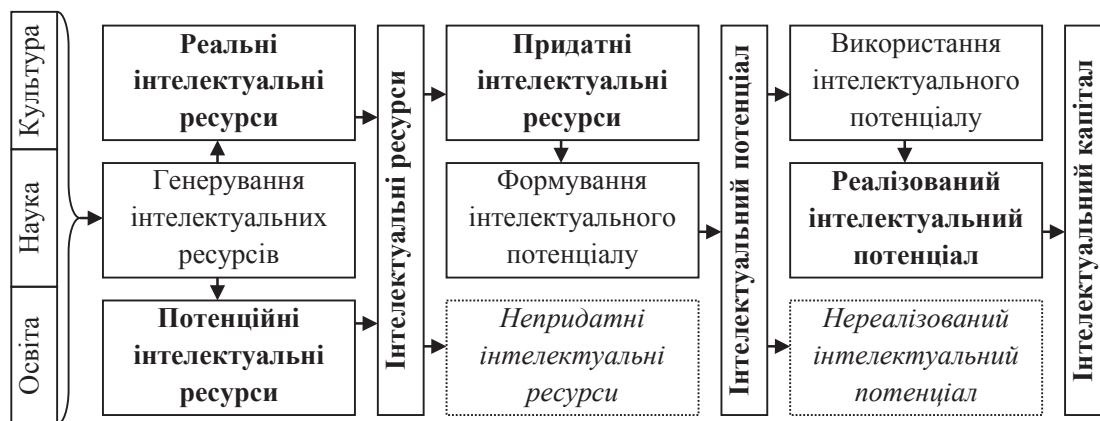 Культура
Наука
Освіта
Реальні
інтелектуальні
ресурси
Генерування
інтелектуальних
ресурсів
Потенційні
інтелектуальні
ресурси
Інтелектуальні ресурси
Придатні
інтелектуальні
ресурси
Формування
інтелектуального
потенціалу
Непридатні
інтелектуальні
ресурси
Інтелектуальний потенціал
Використання
інтелектуального
потенціалу
Реалізований
інтелектуальний
потенціал
Нереалізований
інтелектуальний
потенціал
Інтелектуальний капітал